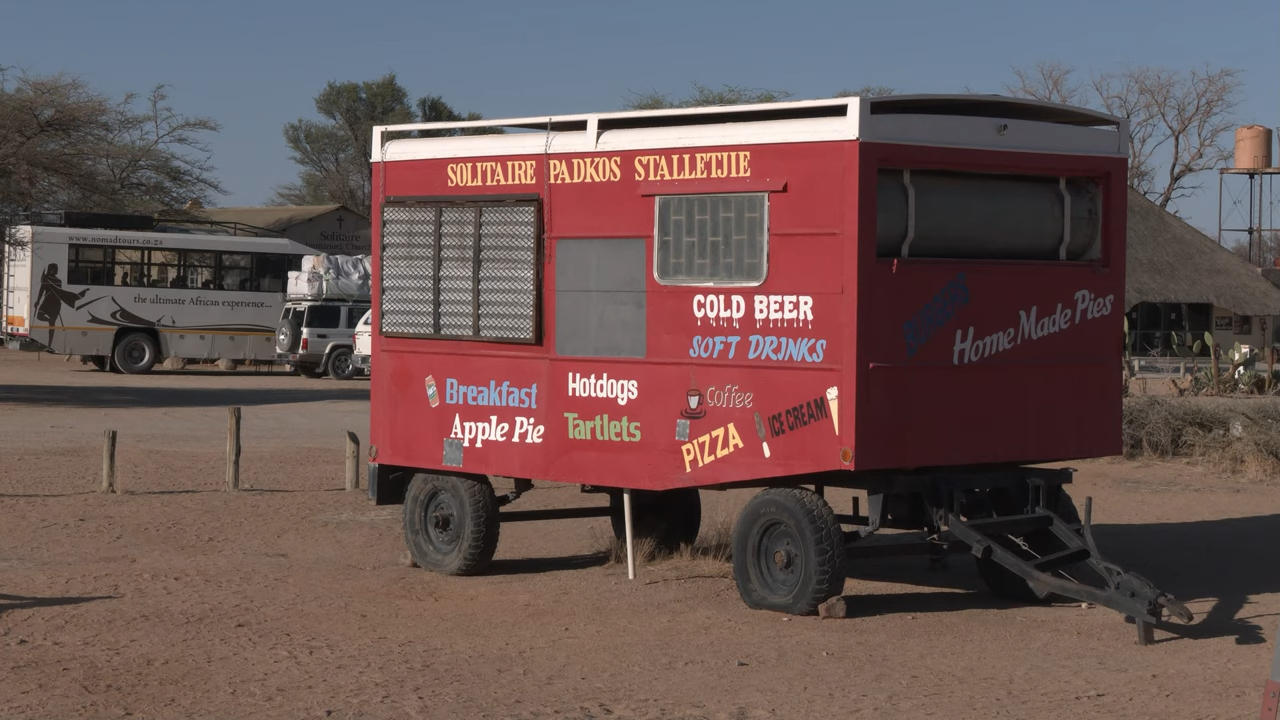 SOLITAIRE PADKOS STALLETJIE
www.nomadtours.co.za
the ultimate African experience...
Solitaire
COLD BEER
SOFT DRINKS
BURGERS
Home Made Pies
Breakfast
Hotdogs
Coffee
ICE CREAM
Apple Pie
Tartlets
PIZZA